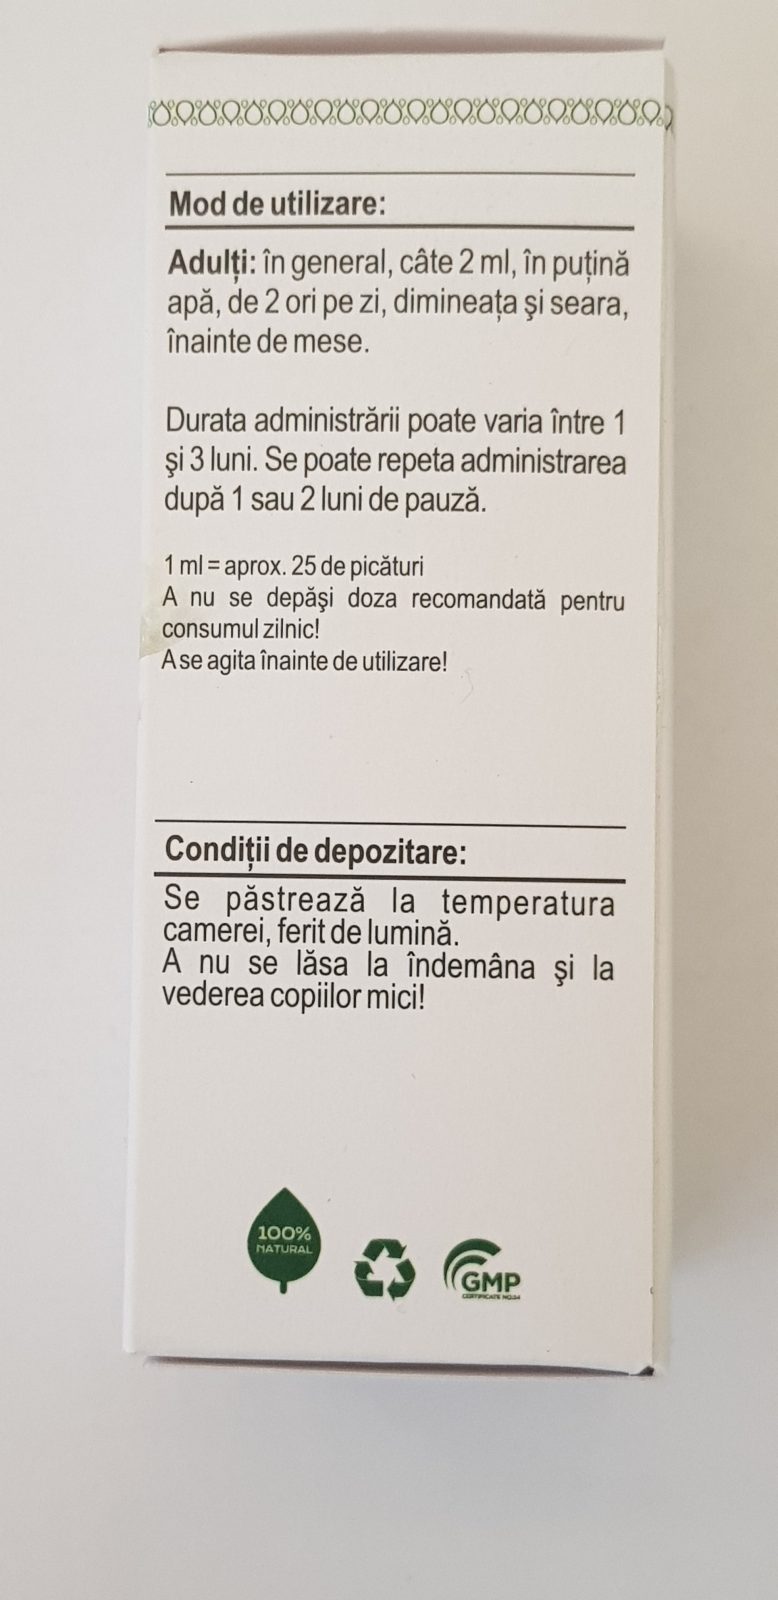 Mod de utilizare:
Adulți: în general, câte 2 ml, în puțină
apă, de 2 ori pe zi, dimineața şi seara,
înainte de mese.
Durata administrării poate varia între 1
şi 3 luni. Se poate repeta administrarea
după 1 sau 2 luni de pauză.
1 ml = aprox. 25 de picături
A nu se depăşi doza recomandată pentru
consumul zilnic!
A se agita înainte de utilizare!
Condiții de depozitare:
Se păstrează la temperatura
camerei, ferit de lumină.
A nu se lăsa la îndemâna şi la
vederea copiilor mici!
100%
NATURAL
GMP
CERTIFICATE NO.34